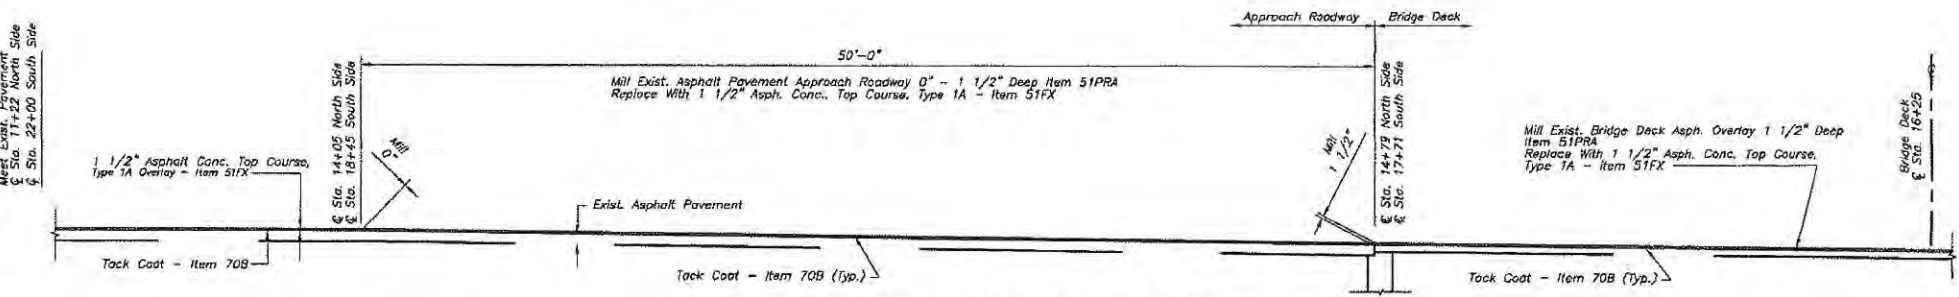 Meet Exist. Pavement
℄ Sta. 11+22 North Side
℄ Sta. 22+00 South Side
1 1/2" Asphalt Conc. Top Course,
Type 1A Overlay - Item 51FX
Tack Coat - Item 70B
℄ Sta. 14+05 North Side
℄ Sta. 18+45 South Side
Mill
0"
50'-0"
Mill Exist. Asphalt Pavement Approach Roadway 0" - 1 1/2" Deep Item 51PRA
Replace With 1 1/2" Asph. Conc., Top Course, Type 1A - Item 51FX
Exist. Asphalt Pavement
Tack Coat - Item 70B (Typ.)
Approach Roadway
Bridge Deck
Mill
1 1/2"
℄ Sta. 14+79 North Side
℄ Sta. 17+71 South Side
Mill Exist. Bridge Deck Asph. Overlay 1 1/2" Deep
Item 51PRA
Replace With 1 1/2" Asph. Conc. Top Course,
Type 1A - Item 51FX
Tack Coat - Item 70B (Typ.)
Bridge Deck
℄ Sta. 16+25